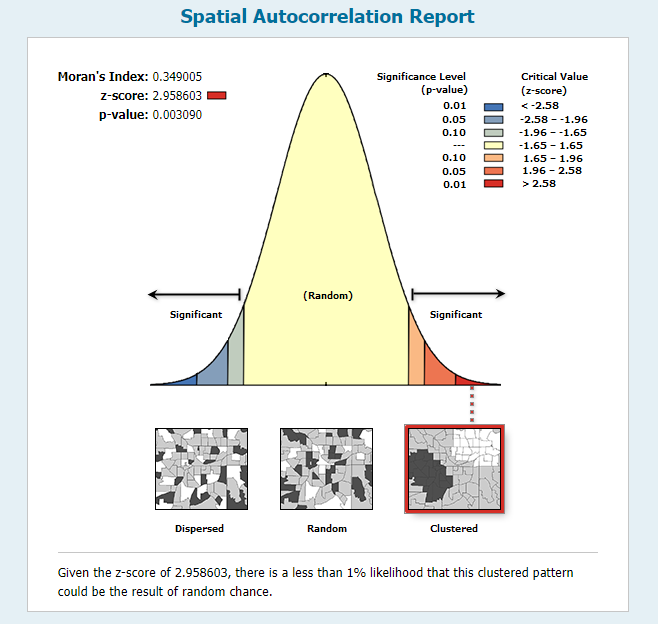 Spatial Autocorrelation Report
Moran's Index: 0.349005
z-score: 2.958603
p-value: 0.003090
Significance Level
(p-value)
Critical Value
(z-score)
0.01 < -2.58
0.05 -2.58 – -1.96
0.10 -1.96 – -1.65
--- -1.65 – 1.65
0.10 1.65 – 1.96
0.05 1.96 – 2.58
0.01 > 2.58
(Random)
Significant
Significant
Dispersed
Random
Clustered
Given the z-score of 2.958603, there is a less than 1% likelihood that this clustered pattern
could be the result of random chance.